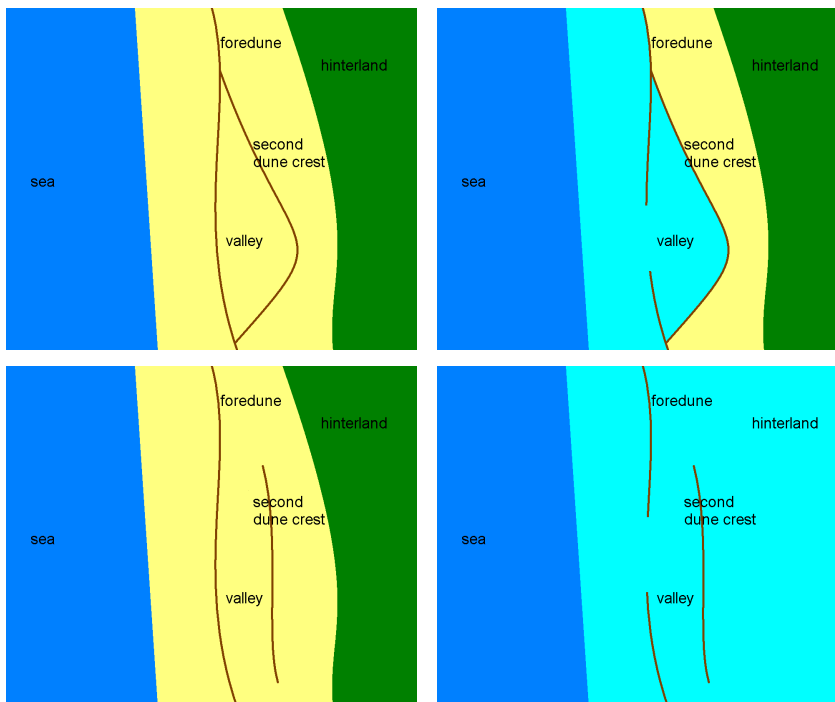 foredune
hinterland
second
dune crest
sea
valley
foredune
hinterland
second
dune crest
sea
valley
foredune
hinterland
second
dune crest
sea
valley
foredune
hinterland
second
dune crest
sea
valley